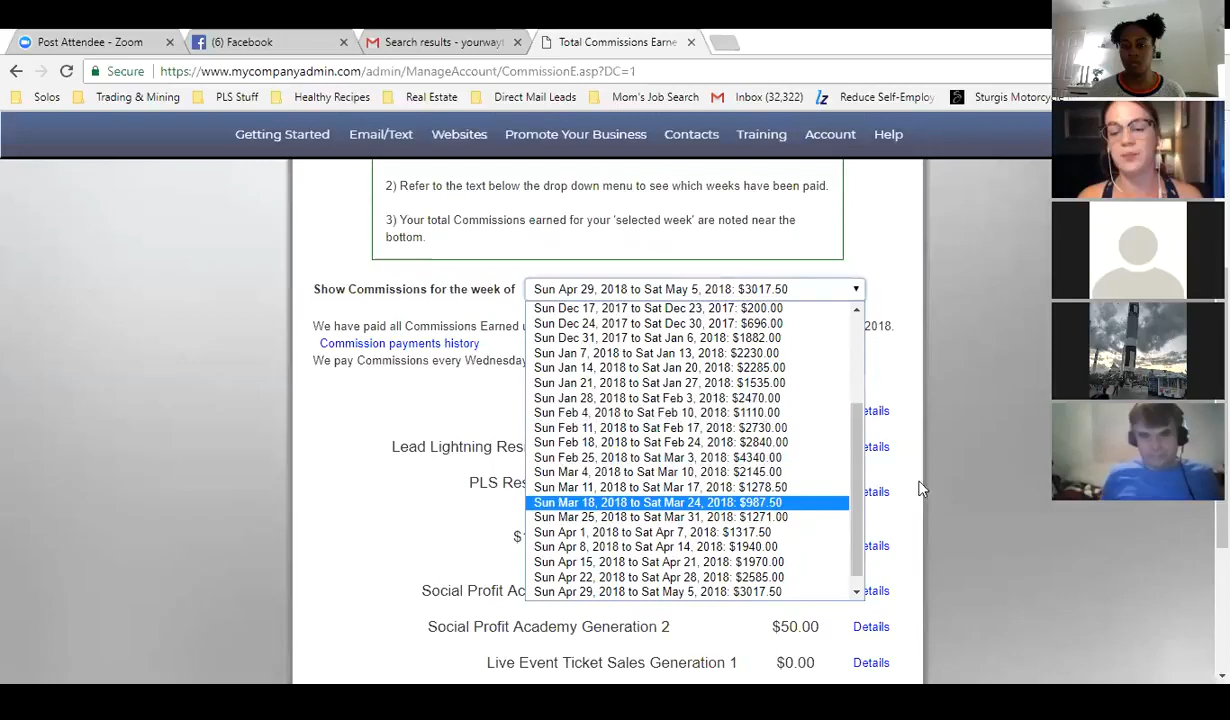 Post Attendee - Zoom
(6) Facebook
Search results - yourway
Total Commissions Earne
Secure
https://www.mycompanyadmin.com/admin/ManageAccount/CommissionE.asp?DC=1
Solos
Trading & Mining
PLS Stuff
Healthy Recipes
Real Estate
Direct Mail Leads
Mom's Job Search
Inbox (32,322)
Reduce Self-Employ
Sturgis Motorcycle
Getting Started
Email/Text
Websites
Promote Your Business
Contacts
Training
Account
Help
2) Refer to the text below the drop down menu to see which weeks have been paid.
3) Your total Commissions earned for your 'selected week' are noted near the
bottom.
Show Commissions for the week of
Sun Apr 29, 2018 to Sat May 5, 2018: $3017.50
Sun Dec 17, 2017 to Sat Dec 23, 2017: $200.00
Sun Dec 24, 2017 to Sat Dec 30, 2017: $696.00
Sun Dec 31, 2017 to Sat Jan 6, 2018: $1882.00
Sun Jan 7, 2018 to Sat Jan 13, 2018: $2230.00
Sun Jan 14, 2018 to Sat Jan 20, 2018: $2285.00
Sun Jan 21, 2018 to Sat Jan 27, 2018: $1535.00
Sun Jan 28, 2018 to Sat Feb 3, 2018: $2470.00
Sun Feb 4, 2018 to Sat Feb 10, 2018: $1110.00
Sun Feb 11, 2018 to Sat Feb 17, 2018: $2730.00
Sun Feb 18, 2018 to Sat Feb 24, 2018: $2840.00
Sun Feb 25, 2018 to Sat Mar 3, 2018: $4340.00
Sun Mar 4, 2018 to Sat Mar 10, 2018: $2145.00
Sun Mar 11, 2018 to Sat Mar 17, 2018: $1278.50
Sun Mar 18, 2018 to Sat Mar 24, 2018: $987.50
Sun Mar 25, 2018 to Sat Mar 31, 2018: $1271.00
Sun Apr 1, 2018 to Sat Apr 7, 2018: $1317.50
Sun Apr 8, 2018 to Sat Apr 14, 2018: $1940.00
Sun Apr 15, 2018 to Sat Apr 21, 2018: $1970.00
Sun Apr 22, 2018 to Sat Apr 28, 2018: $2585.00
Sun Apr 29, 2018 to Sat May 5, 2018: $3017.50
We have paid all Commissions Earned u
2018.
Commission payments history
We pay Commissions every Wednesday
etails
Lead Lightning Res
etails
PLS Res
etails
$
etails
Social Profit Ac
etails
Social Profit Academy Generation 2 $50.00 Details
Live Event Ticket Sales Generation 1 $0.00 Details